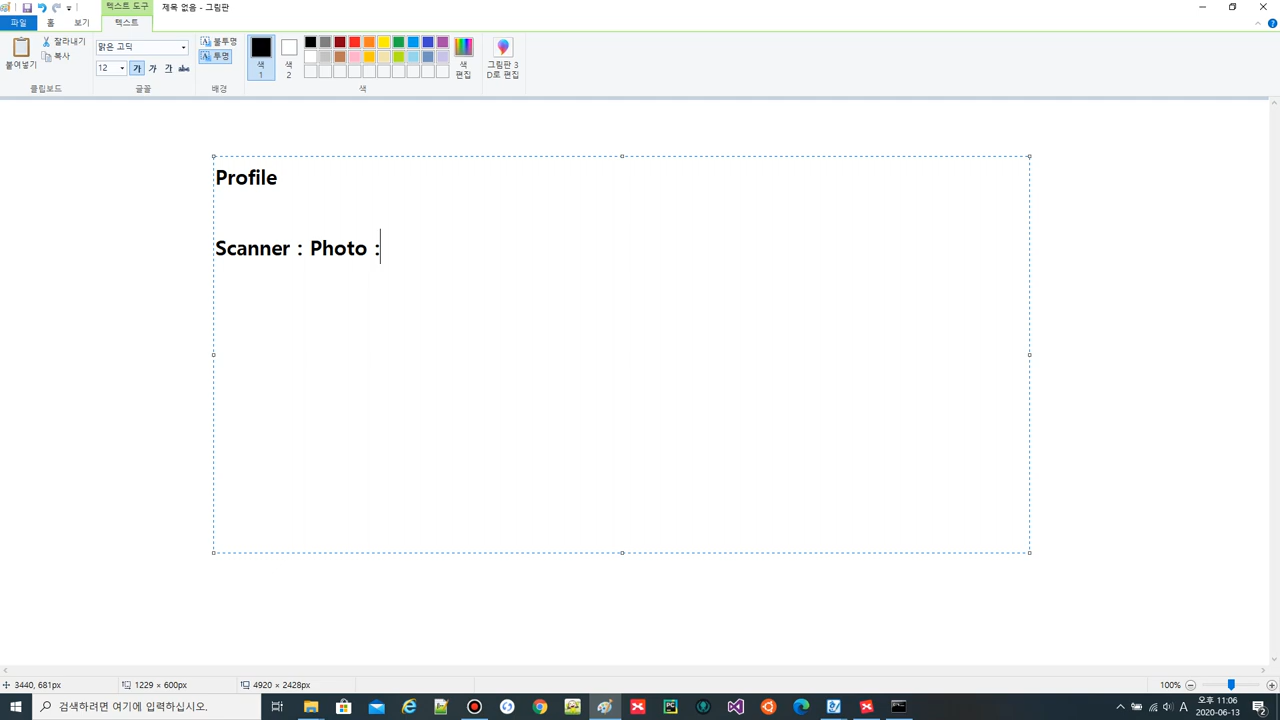 텍스트 도구
제목 없음 - 그림판
파일
홈
보기
텍스트
붙여넣기
잘라내기
복사
클립보드
맑은 고딕
12
가
가
가
abc
글꼴
불투명
투명
배경
색
1
색
2
색
편집
색
그림판 3
D로 편집
Profile
Scanner : Photo :
3440, 681px
1229 × 600px
4920 × 2428px
100%
검색하려면 여기에 입력하십시오.
A
오후 11:06
2020-06-13